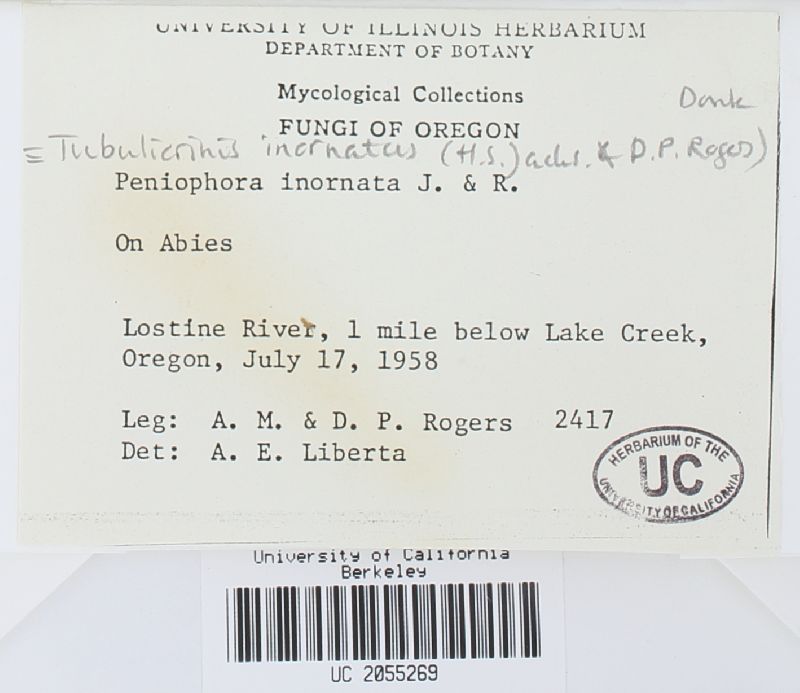 UNIVERSITY OF ILLINOIS HERBARIUM
DEPARTMENT OF BOTANY
Mycological Collections
FUNGI OF OREGON
≡ Tubulicrinis inornatus (H.S. Jacks. & D.P. Rogers) Donk
Peniophora inornata J. & R.
On Abies
Lostine River, 1 mile below Lake Creek,
Oregon, July 17, 1958
Leg: A. M. & D. P. Rogers 2417
Det: A. E. Liberta
HERBARIUM OF THE
UC
UNIVERSITY OF CALIFORNIA
University of California
Berkeley
UC 2055269